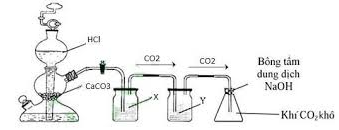 HCl
CaCO3
CO2
CO2
X
Y
Bông tẩm
dung dịch
NaOH
Khí CO₂ khô